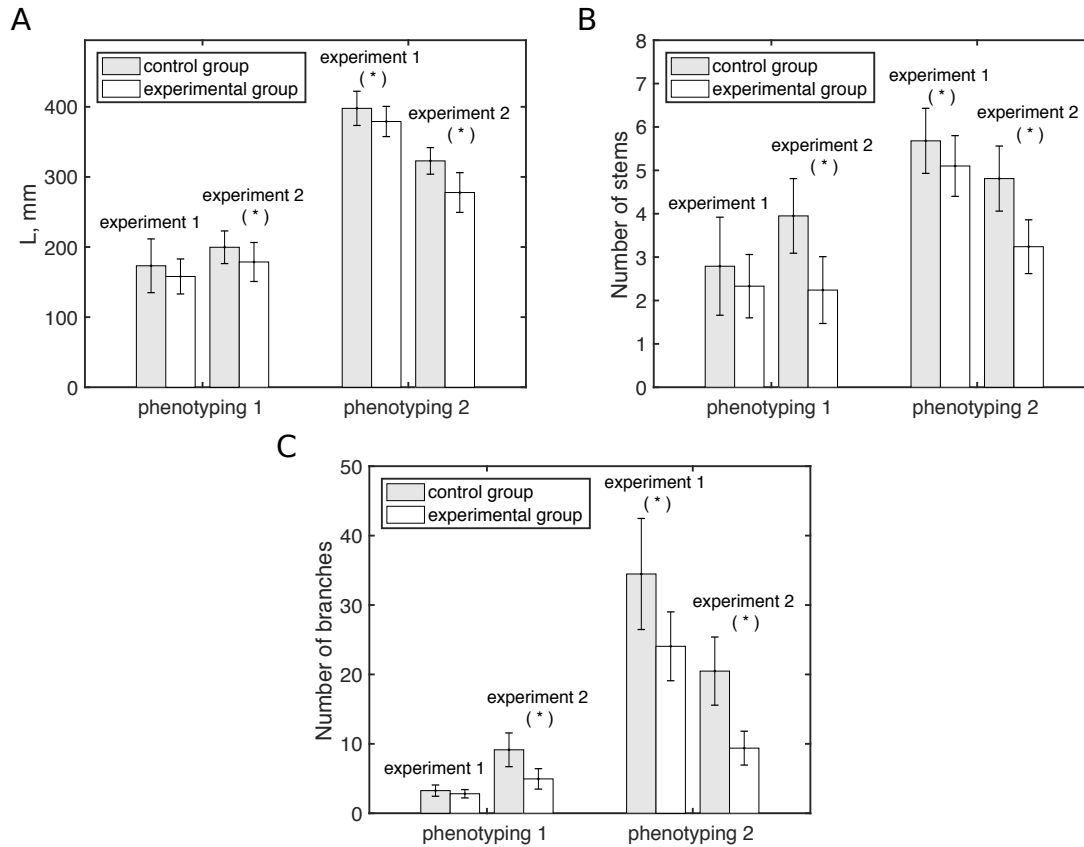 A
L, mm
400
300
200
100
0
control group
experimental group
experiment 1
experiment 2
( * )
experiment 1
( * )
experiment 2
( * )
phenotyping 1
phenotyping 2
B
Number of stems
8
7
6
5
4
3
2
1
0
control group
experimental group
experiment 1
experiment 2
( * )
experiment 1
( * )
experiment 2
( * )
phenotyping 1
phenotyping 2
C
Number of branches
50
40
30
20
10
0
control group
experimental group
experiment 1
experiment 2
( * )
experiment 1
( * )
experiment 2
( * )
phenotyping 1
phenotyping 2